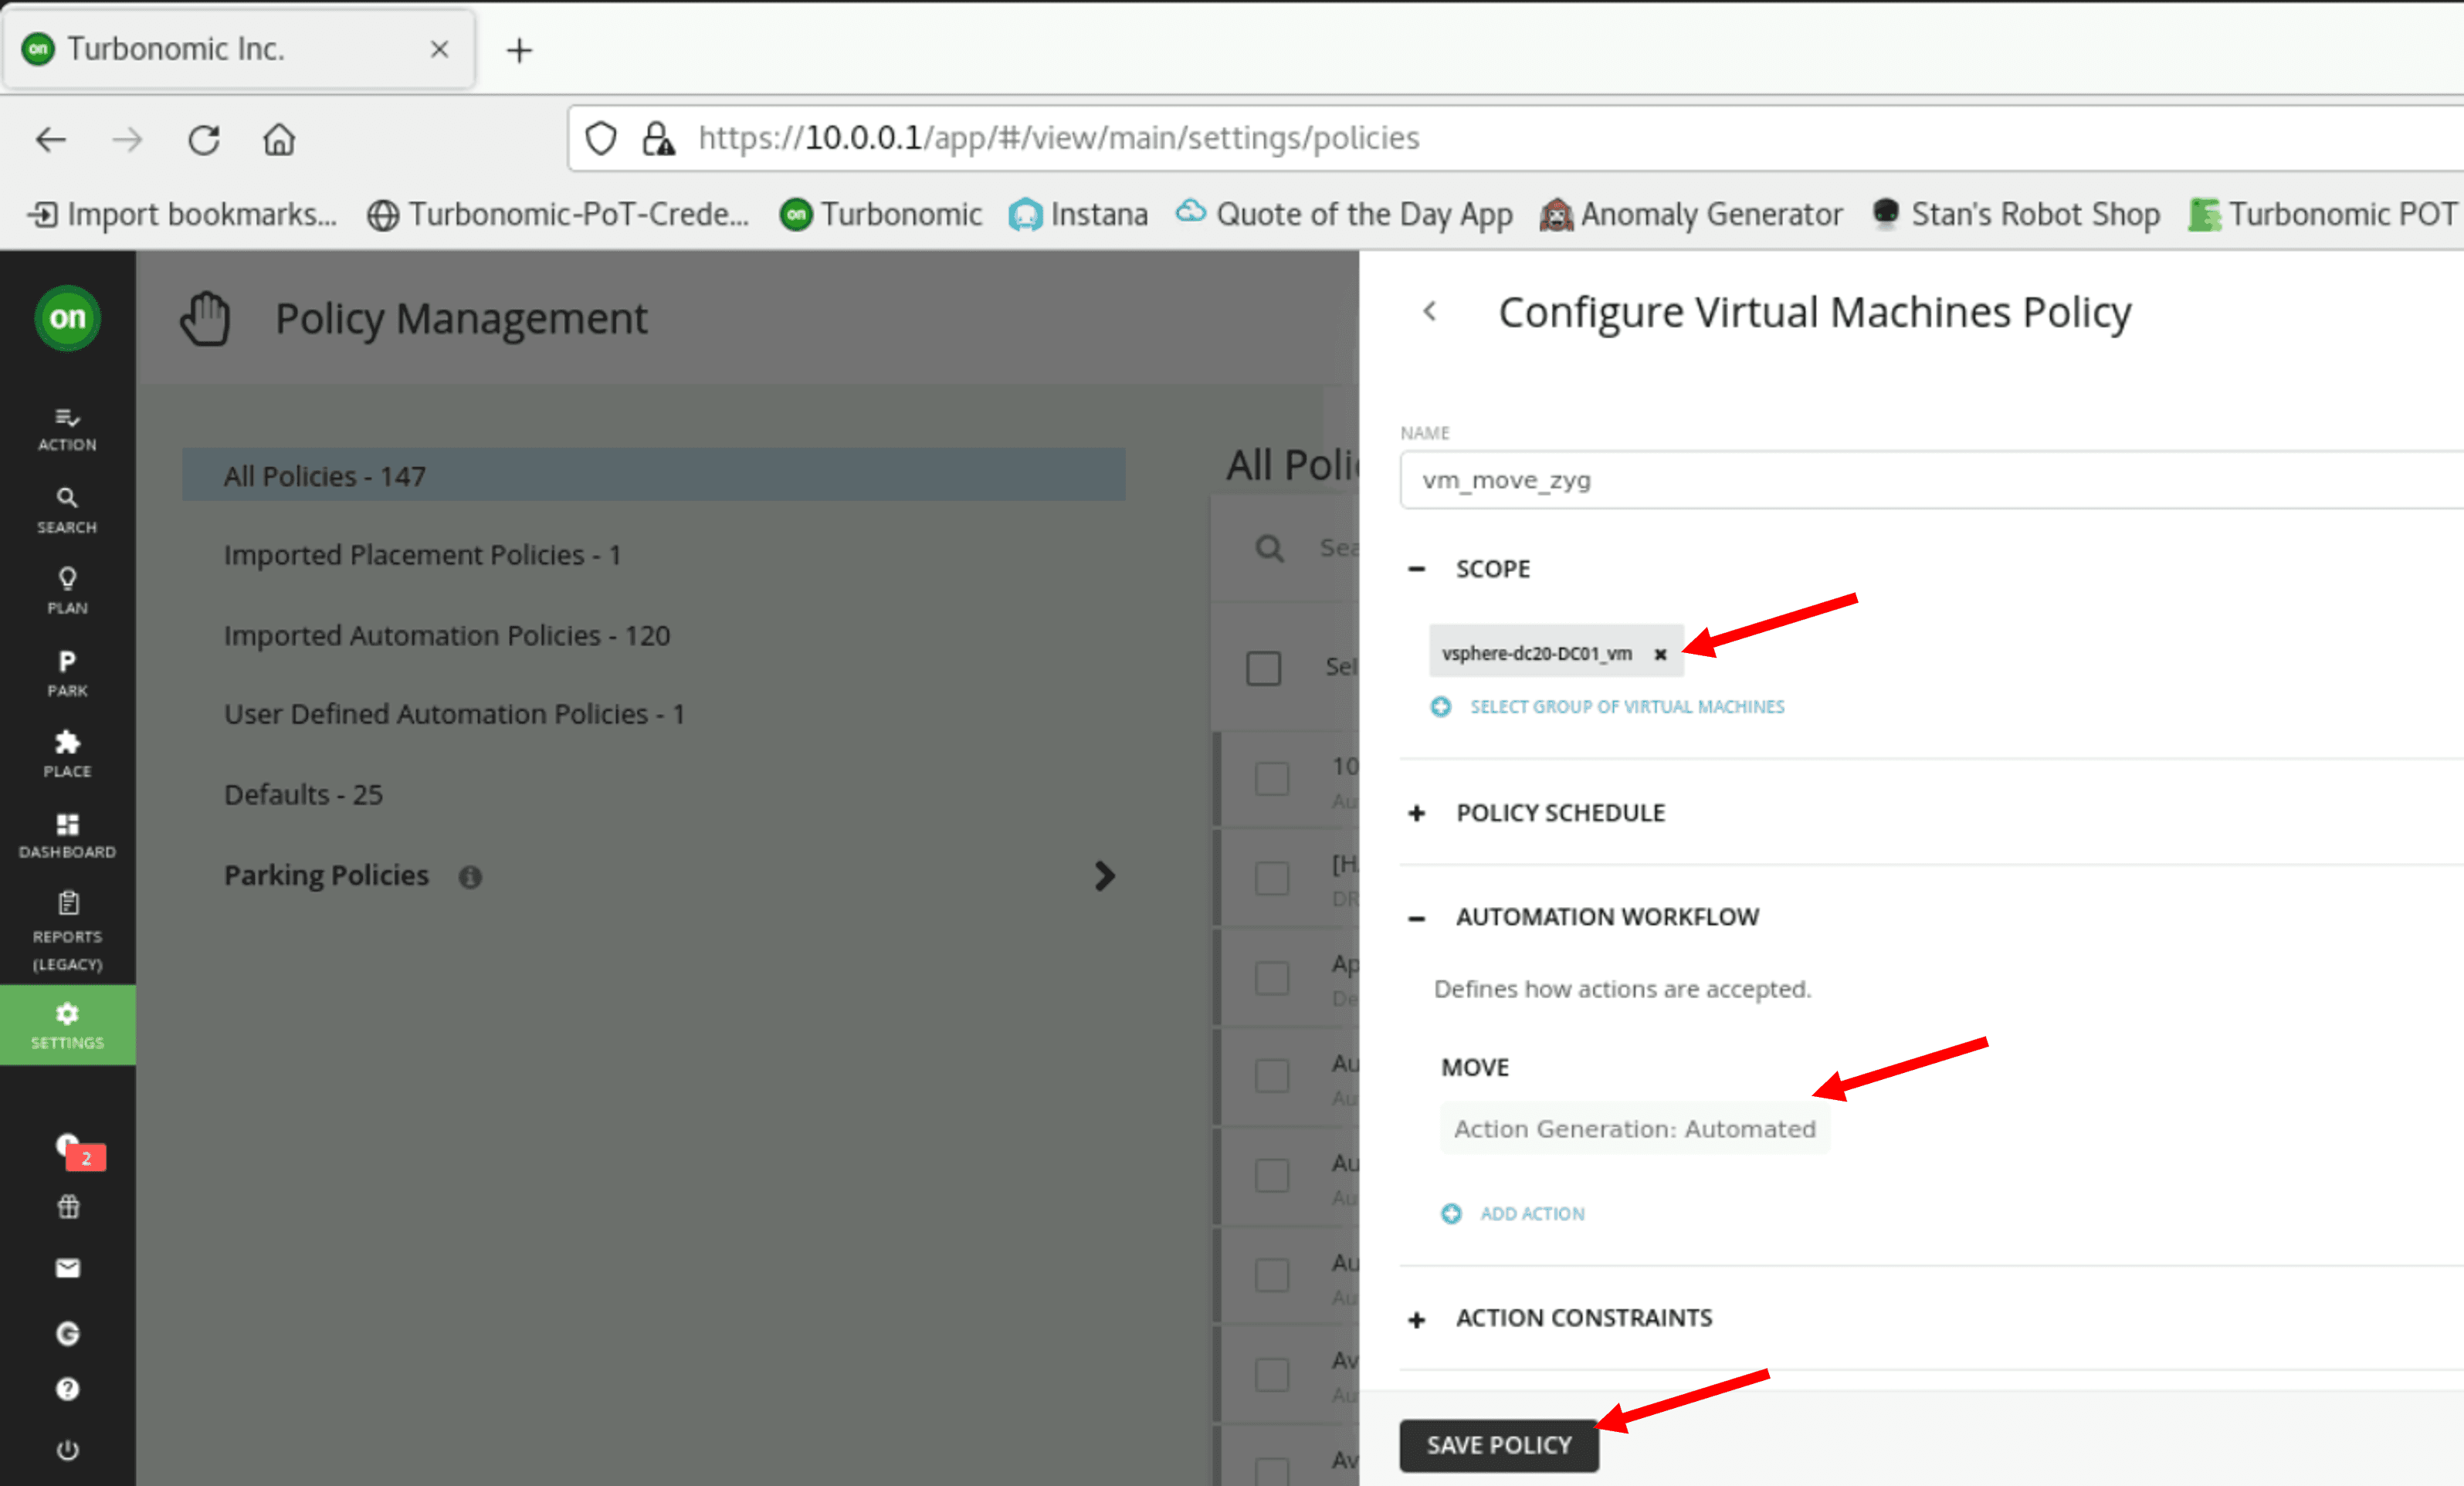 on Turbonomic Inc.
https://10.0.0.1/app/#/view/main/settings/policies
Import bookmarks...
Turbonomic-PoT-Crede...
on Turbonomic
Instana
Quote of the Day App
Anomaly Generator
Stan's Robot Shop
Turbonomic POT
on
ACTION
SEARCH
PLAN
P
PARK
PLACE
DASHBOARD
REPORTS
(LEGACY)
SETTINGS
2
Policy Management
All Policies - 147
Imported Placement Policies - 1
Imported Automation Policies - 120
User Defined Automation Policies - 1
Defaults - 25
Parking Policies
All Polic
Sea
Sel
10
Au
[H
DR
Ap
De
Au
Au
Au
Au
Au
Au
Av
Au
Av
Configure Virtual Machines Policy
NAME
vm_move_zyg
SCOPE
vsphere-dc20-DC01_vm
SELECT GROUP OF VIRTUAL MACHINES
POLICY SCHEDULE
AUTOMATION WORKFLOW
Defines how actions are accepted.
MOVE
Action Generation: Automated
ADD ACTION
ACTION CONSTRAINTS
SAVE POLICY